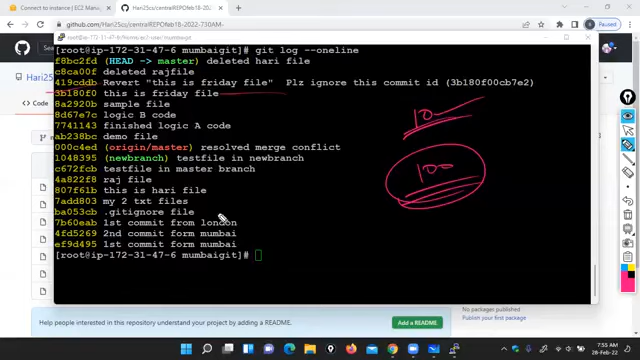 Connect to instance | EC2 Manag
Hari25cs/centralREPOfeb18-2022
github.com/Hari25cs/centralREPOfeb18-2022-730AM-
[root@ip-172-31-47-6 mumbaigit]# git log --oneline
f8bc2fd (HEAD -> master) deleted hari file
c8ca00f deleted rajfile
419cddb Revert "this is friday file"  Plz ignore this commit id (3b180f00cb7e2)
3b180f0 this is friday file
8a2920b sample file
8d67e7c logic B code
7741143 finished logic A code
ab238bc demo file
000c4ed (origin/master) resolved merge conflict
1048395 (newbranch) testfile in newbranch
c672fcb testfile in master branch
4a822f8 raj file
807f61b this is hari file
7add803 my 2 txt files
ba053cb .gitignore file
7b60eab 1st commit from london
4fd5269 2nd commit form mumbai
ef9d495 1st commit form mumbai
[root@ip-172-31-47-6 mumbaigit]#
10
100
Hari25
Code
No packages published
Publish your first package
Help people interested in this repository understand your project by adding a README.
Add a README
7:55 AM
28-Feb-22